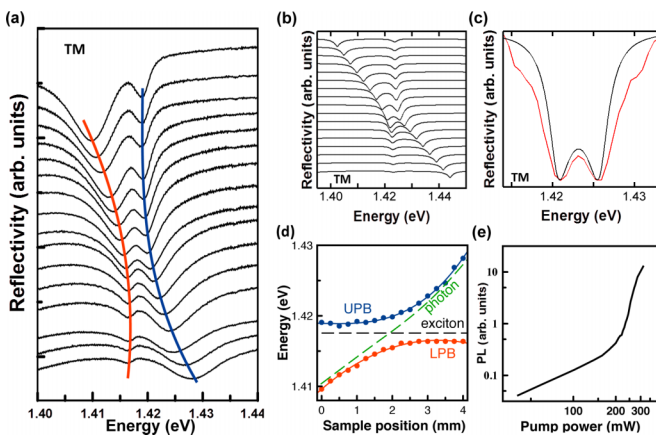 (a)
TM
Reflectivity (arb. units)
1.40 1.41 1.42 1.43 1.44
Energy (eV)
(b)
Reflectivity (arb. units)
TM
1.40 1.42 1.44
Energy (eV)
(c)
Reflectivity (arb. units)
1.42 1.43
Energy (eV)
(d)
Energy (eV)
1.43
1.42
1.41
UPB
photon
exciton
LPB
0 1 2 3 4
Sample position (mm)
(e)
PL (arb. units)
10
1
0.1
100 200 300
Pump power (mW)